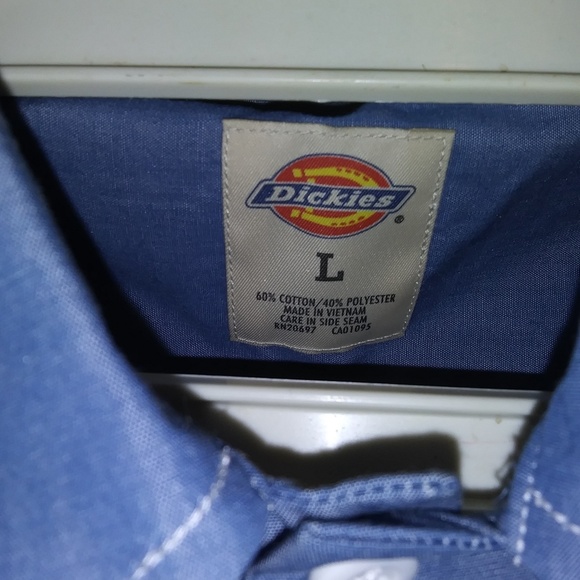 Dickies
®
L
60% COTTON/40% POLYESTER
MADE IN VIETNAM
CARE IN SIDE SEAM
RN20697 CA01095